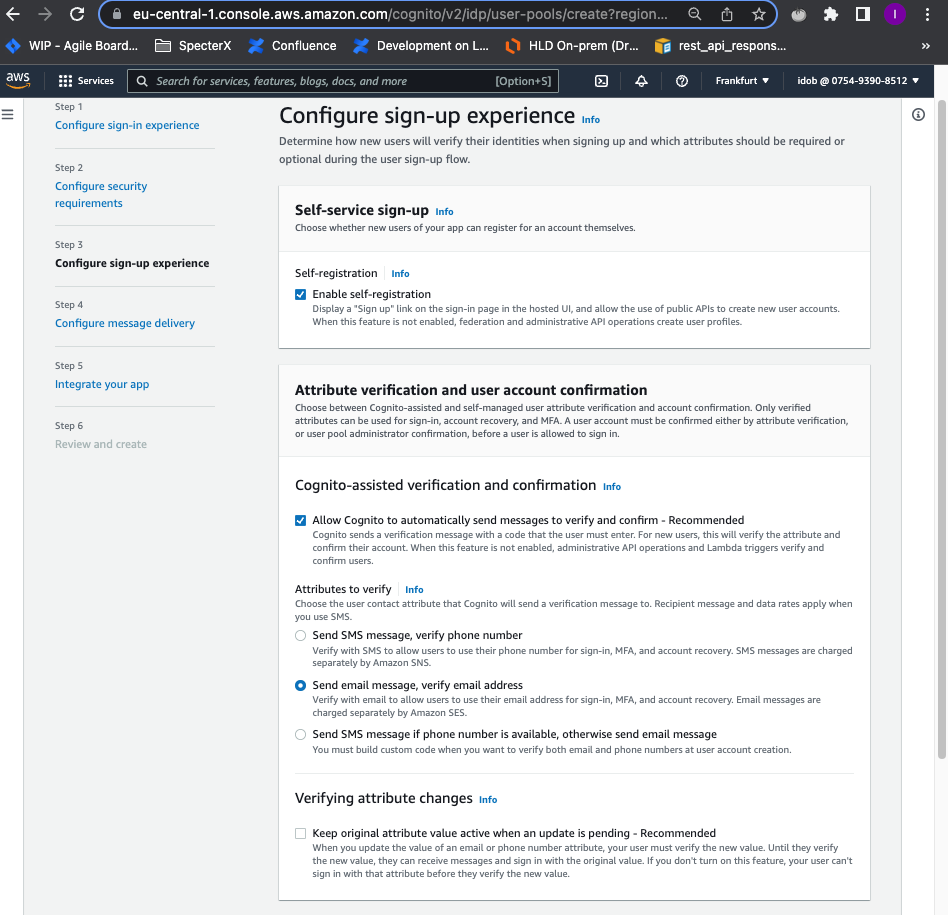 eu-central-1.console.aws.amazon.com/cognito/v2/idp/user-pools/create?region...
I
WIP - Agile Board...
SpecterX
Confluence
Development on L...
HLD On-prem (Dr...
rest_api_respons...
»
aws
Services
Search for services, features, blogs, docs, and more
[Option+S]
Frankfurt
idob @ 0754-9390-8512
Step 1
Configure sign-in experience
Step 2
Configure security
requirements
Step 3
Configure sign-up experience
Step 4
Configure message delivery
Step 5
Integrate your app
Step 6
Review and create
Configure sign-up experience Info
Determine how new users will verify their identities when signing up and which attributes should be required or
optional during the user sign-up flow.
Self-service sign-up Info
Choose whether new users of your app can register for an account themselves.
Self-registration Info
Enable self-registration
Display a "Sign up" link on the sign-in page in the hosted UI, and allow the use of public APIs to create new user accounts.
When this feature is not enabled, federation and administrative API operations create user profiles.
Attribute verification and user account confirmation
Choose between Cognito-assisted and self-managed user attribute verification and account confirmation. Only verified
attributes can be used for sign-in, account recovery, and MFA. A user account must be confirmed either by attribute verification,
or user pool administrator confirmation, before a user is allowed to sign in.
Cognito-assisted verification and confirmation Info
Allow Cognito to automatically send messages to verify and confirm - Recommended
Cognito sends a verification message with a code that the user must enter. For new users, this will verify the attribute and
confirm their account. When this feature is not enabled, administrative API operations and Lambda triggers verify and
confirm users.
Attributes to verify Info
Choose the user contact attribute that Cognito will send a verification message to. Recipient message and data rates apply when
you use SMS.
Send SMS message, verify phone number
Verify with SMS to allow users to use their phone number for sign-in, MFA, and account recovery. SMS messages are charged
separately by Amazon SNS.
Send email message, verify email address
Verify with email to allow users to use their email address for sign-in, MFA, and account recovery. Email messages are
charged separately by Amazon SES.
Send SMS message if phone number is available, otherwise send email message
You must build custom code when you want to verify both email and phone numbers at user account creation.
Verifying attribute changes Info
Keep original attribute value active when an update is pending - Recommended
When you update the value of an email or phone number attribute, your user must verify the new value. Until they verify
the new value, they can receive messages and sign in with the original value. If you don't turn on this feature, your user can't
sign in with that attribute before they verify the new value.